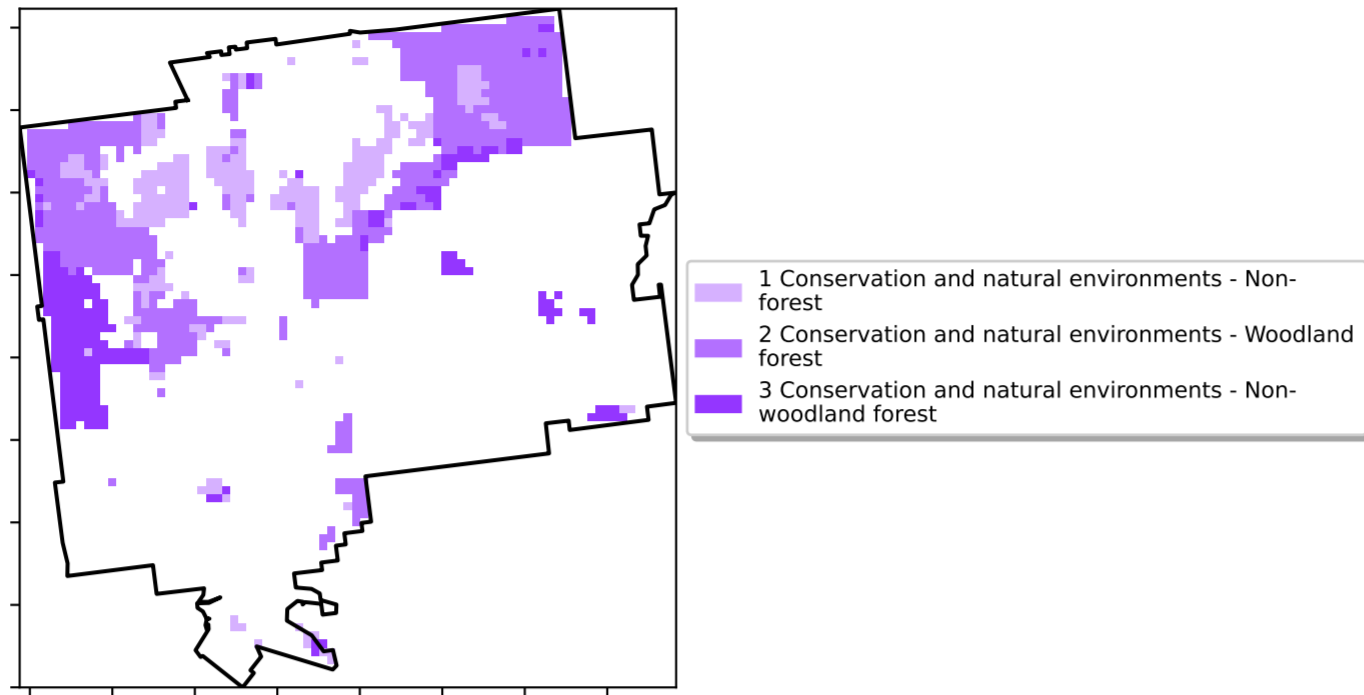 1 Conservation and natural environments - Non-
forest
2 Conservation and natural environments - Woodland
forest
3 Conservation and natural environments - Non-
woodland forest